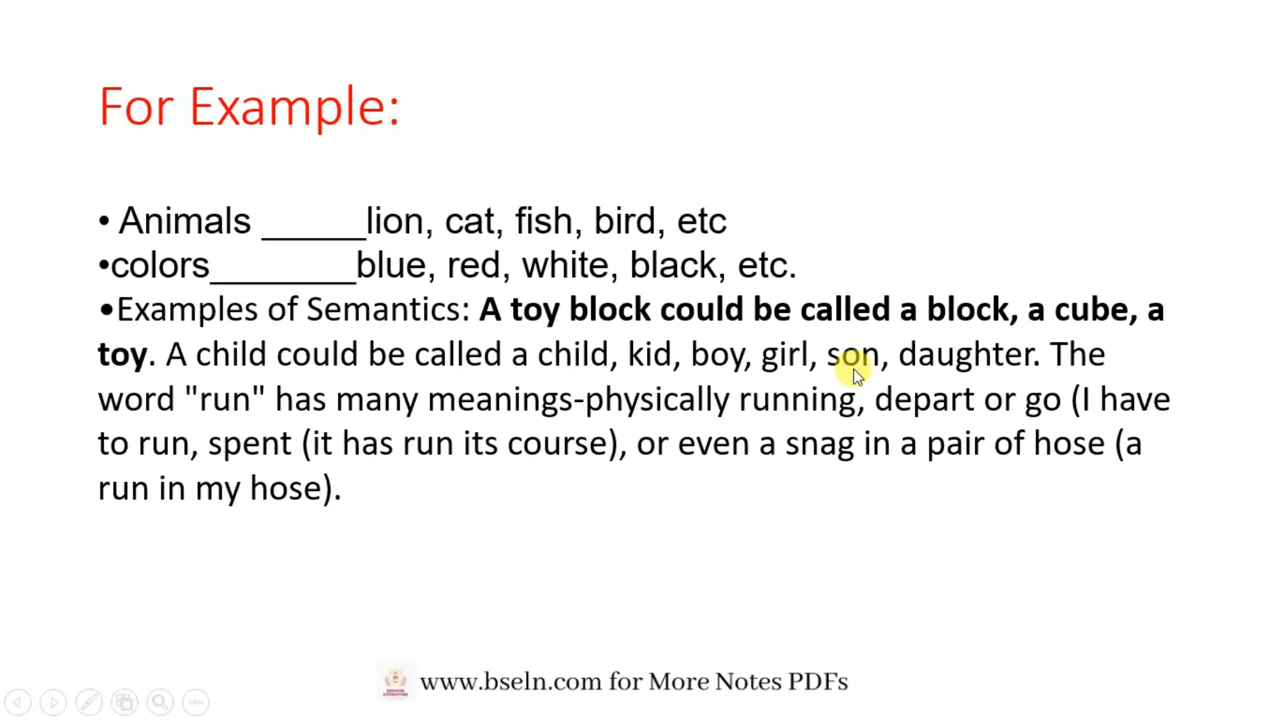 For Example:
• Animals _____lion, cat, fish, bird, etc
•colors_______blue, red, white, black, etc.
•Examples of Semantics: A toy block could be called a block, a cube, a
toy. A child could be called a child, kid, boy, girl, son, daughter. The
word "run" has many meanings-physically running, depart or go (I have
to run, spent (it has run its course), or even a snag in a pair of hose (a
run in my hose).
www.bseln.com for More Notes PDFs